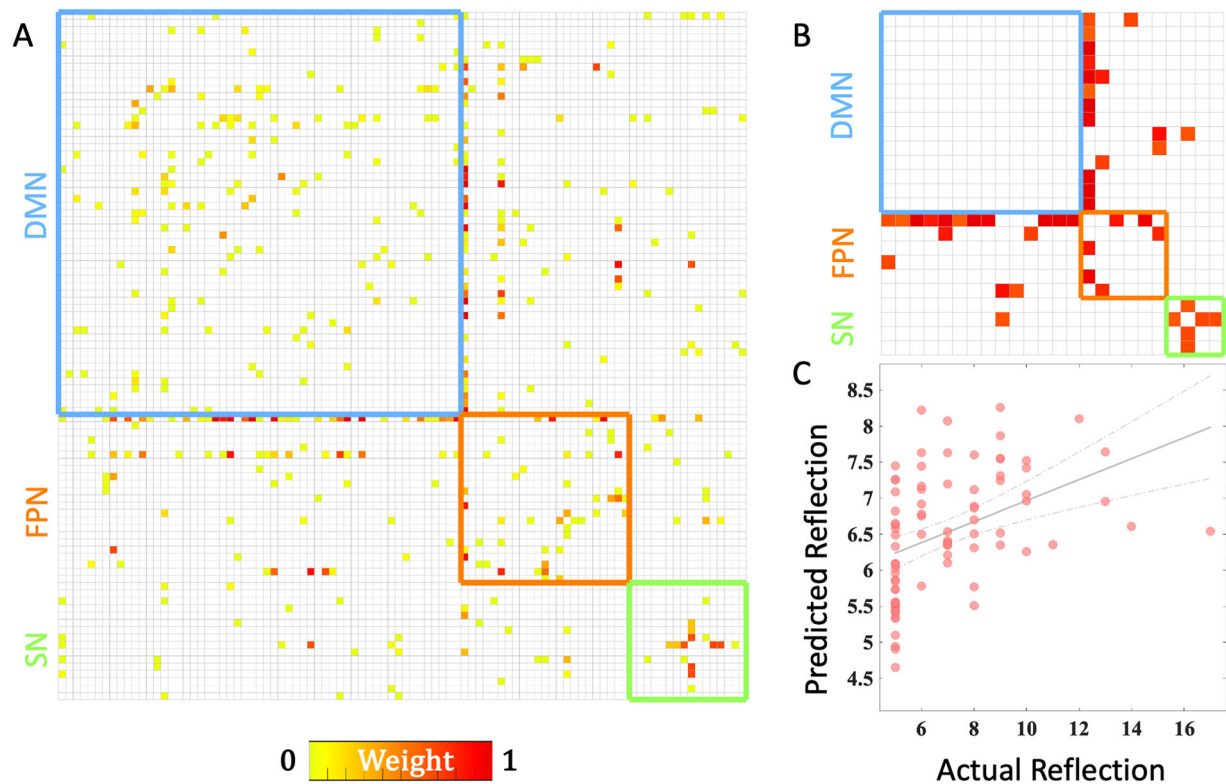 A
DMN
FPN
SN
0 Weight 1
B
DMN
FPN
SN
C
8.5
8
7.5
7
6.5
6
5.5
5
4.5
Predicted Reflection
6 8 10 12 14 16
Actual Reflection